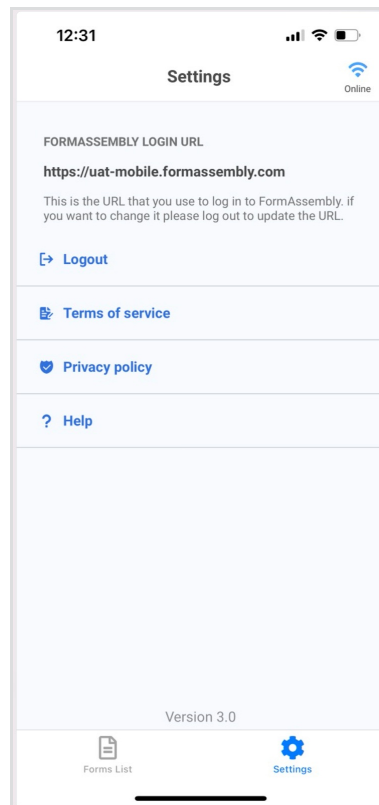 12:31
Settings
Online
FORMASSEMBLY LOGIN URL
https://uat-mobile.formassembly.com
This is the URL that you use to log in to FormAssembly. if
you want to change it please log out to update the URL.
Logout
Terms of service
Privacy policy
? Help
Version 3.0
Forms List
Settings